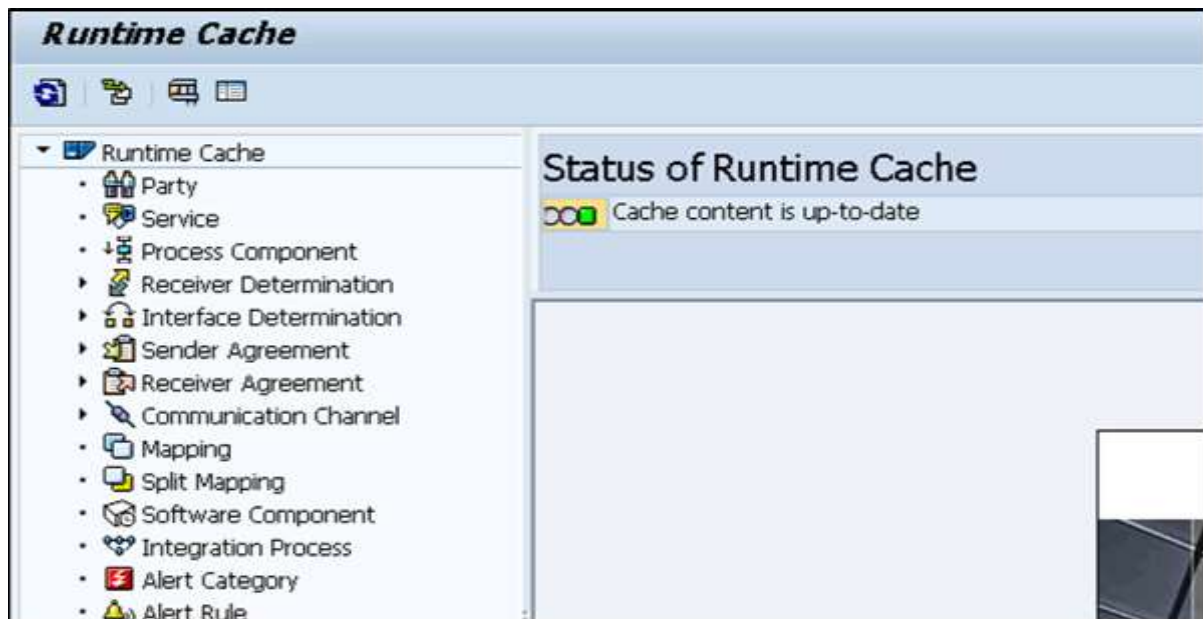 Runtime Cache
Runtime Cache
Party
Service
Process Component
Receiver Determination
Interface Determination
Sender Agreement
Receiver Agreement
Communication Channel
Mapping
Split Mapping
Software Component
Integration Process
Alert Category
Alert Rule
Status of Runtime Cache
Cache content is up-to-date